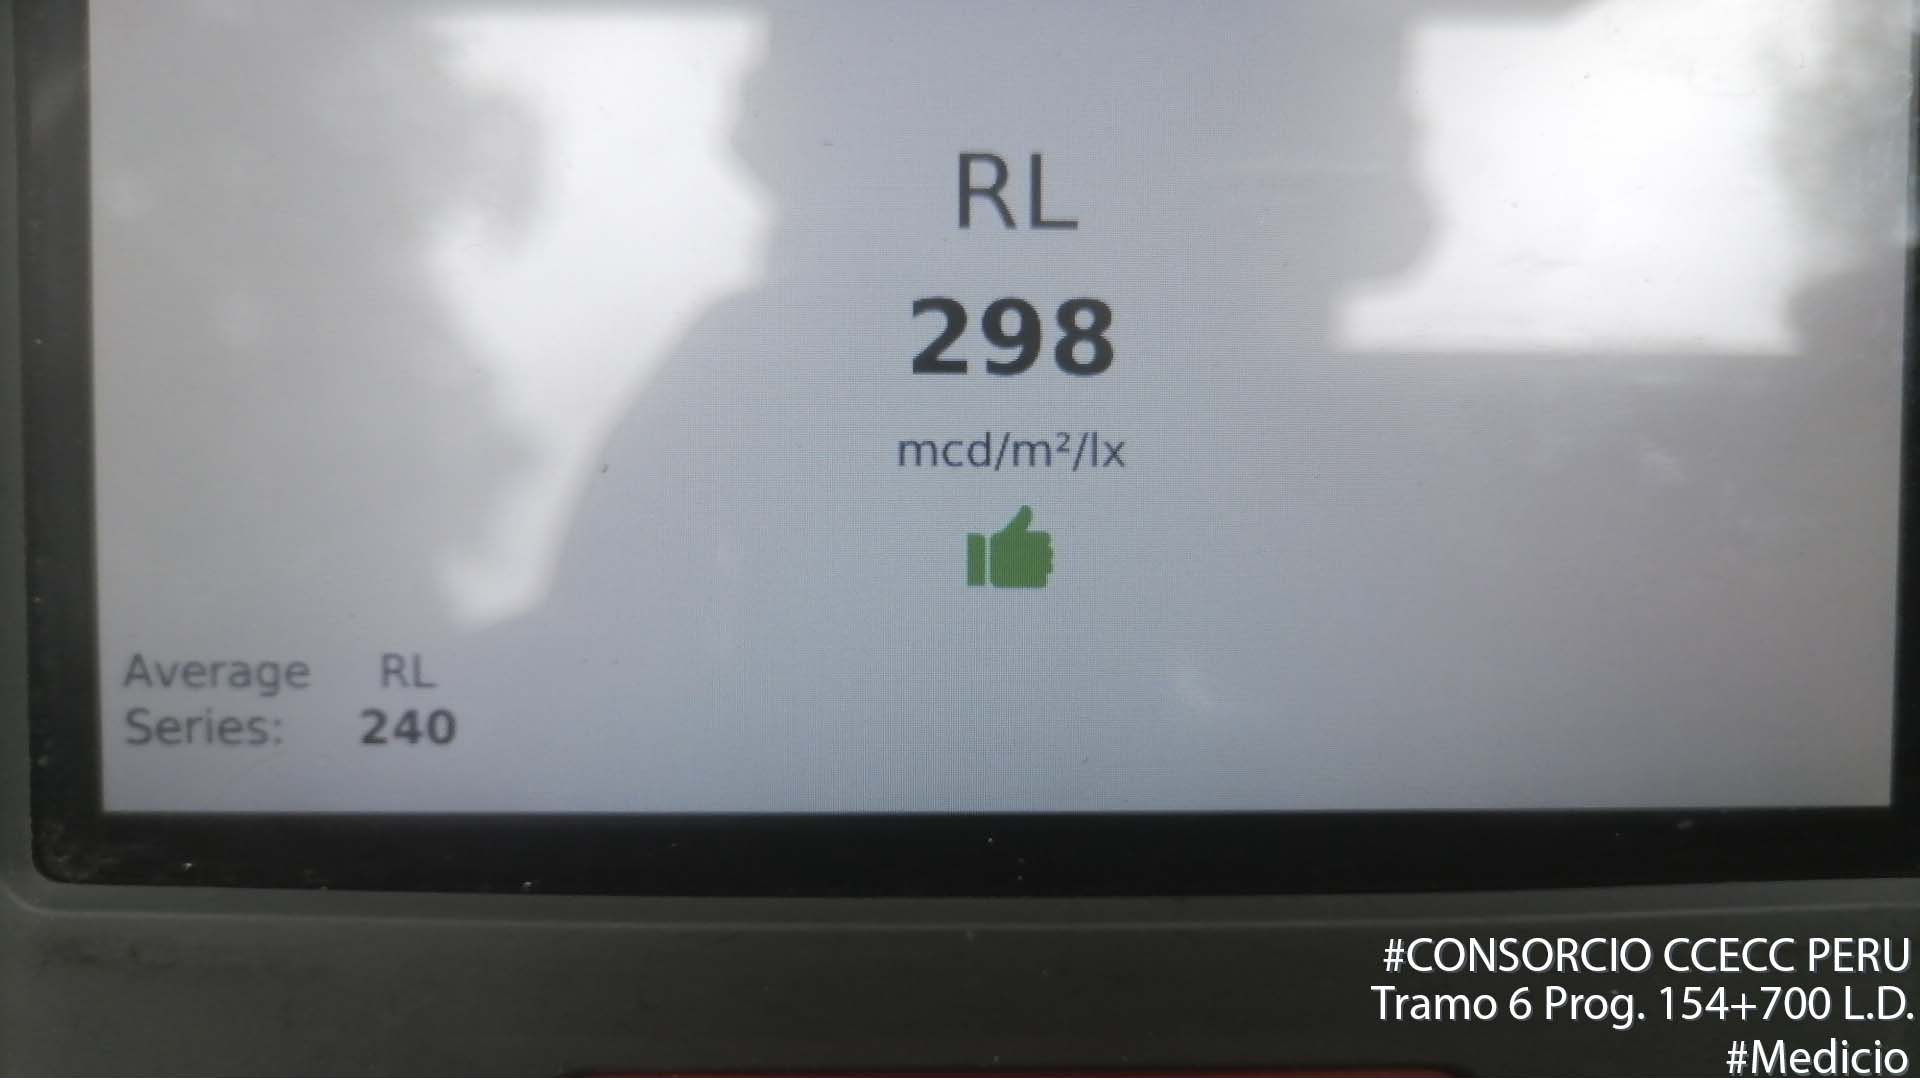 RL
298
mcd/m²/lx
Average RL
Series: 240
#CONSORCIO CCECC PERU
Tramo 6 Prog. 154+700 L.D.
#Medicio